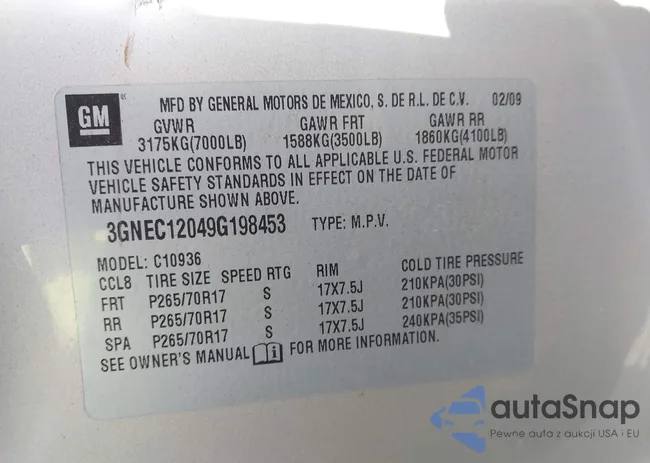 GM
MFD BY GENERAL MOTORS DE MEXICO, S. DE R.L. DE C.V. 02/09
GVWR GAWR FRT GAWR RR
3175KG(7000LB) 1588KG(3500LB) 1860KG(4100LB)
THIS VEHICLE CONFORMS TO ALL APPLICABLE U.S. FEDERAL MOTOR
VEHICLE SAFETY STANDARDS IN EFFECT ON THE DATE OF
MANUFACTURE SHOWN ABOVE.
3GNEC12049G198453 TYPE: M.P.V.
MODEL: C10936
CCL8 TIRE SIZE SPEED RTG RIM COLD TIRE PRESSURE
FRT P265/70R17 S 17X7.5J 210KPA(30PSI)
RR P265/70R17 S 17X7.5J 210KPA(30PSI)
SPA P265/70R17 S 17X7.5J 240KPA(35PSI)
SEE OWNER'S MANUAL FOR MORE INFORMATION.
autaSnap
Pewne auta z aukcji USA i EU